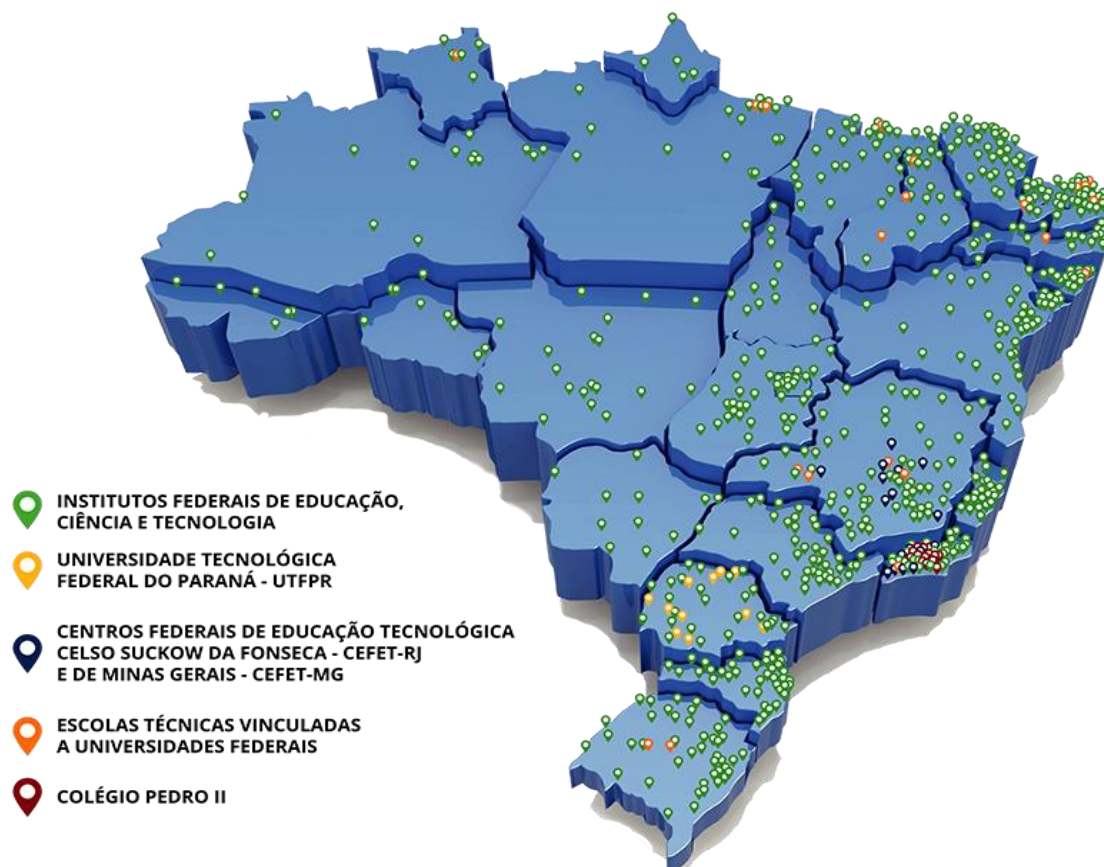 INSTITUTOS FEDERAIS DE EDUCAÇÃO,
CIÊNCIA E TECNOLOGIA
UNIVERSIDADE TECNOLÓGICA
FEDERAL DO PARANÁ - UTFPR
CENTROS FEDERAIS DE EDUCAÇÃO TECNOLÓGICA
CELSO SUCKOW DA FONSECA - CEFET-RJ
E DE MINAS GERAIS - CEFET-MG
ESCOLAS TÉCNICAS VINCULADAS
A UNIVERSIDADES FEDERAIS
COLÉGIO PEDRO II